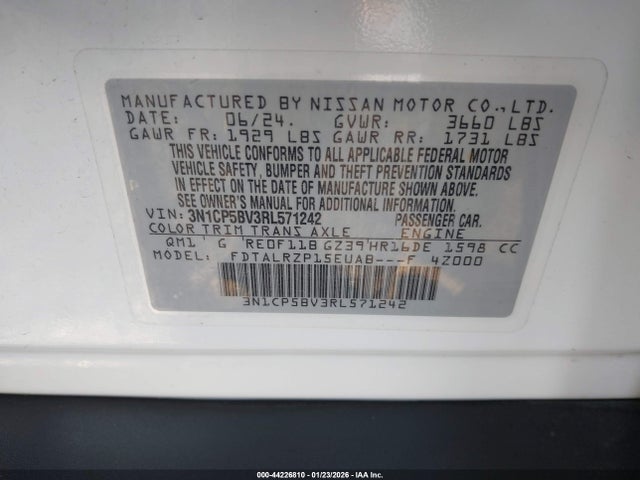 MANUFACTURED BY NISSAN MOTOR CO., LTD.
DATE: 06/24. GVWR: 3660 LBS
GAWR FR: 1929 LBS GAWR RR: 1731 LBS
THIS VEHICLE CONFORMS TO ALL APPLICABLE FEDERAL MOTOR
VEHICLE SAFETY, BUMPER AND THEFT PREVENTION STANDARDS
IN EFFECT ON THE DATE OF MANUFACTURE SHOWN ABOVE.
SEE OWNER'S MANUAL FOR ADDITIONAL INFORMATION.
VIN: 3N1CP5BV3RL571242 PASSENGER CAR.
COLOR TRIM TRANS AXLE ENGINE
QM1 G RE0F11B GZ39 HR16DE 1598 CC
MODEL: FDTALRZP15EUAB---F 4Z000
3N1CP5BV3RL571242
000-44226810 | 01/23/2026 - IAA Inc.